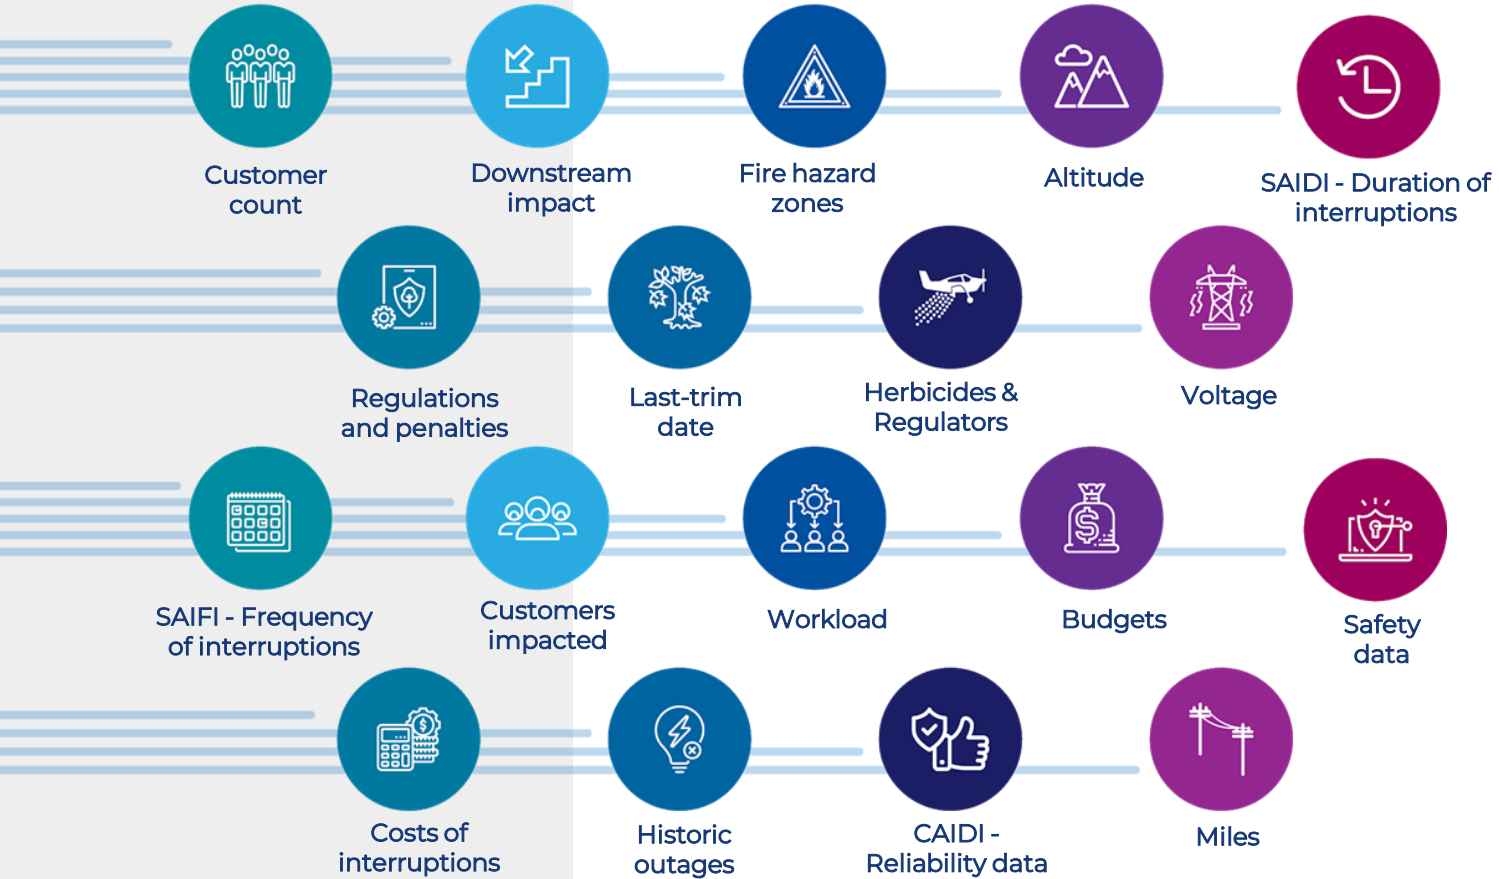 Customer
count
Downstream
impact
Fire hazard
zones
Altitude
SAIDI - Duration of
interruptions
Regulations
and penalties
Last-trim
date
Herbicides &
Regulators
Voltage
SAIFI - Frequency
of interruptions
Customers
impacted
Workload
Budgets
Safety
data
Costs of
interruptions
Historic
outages
CAIDI -
Reliability data
Miles